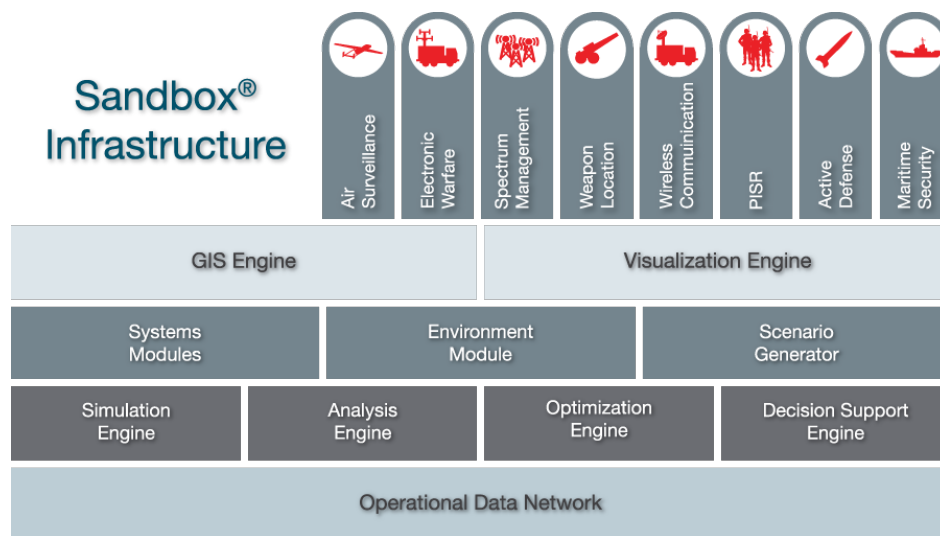 Sandbox®
Infrastructure
Air
Surveillance
Electronic
Warfare
Spectrum
Management
Weapon
Location
Wireless
Commuinication
PISR
Active
Defense
Maritime
Security
GIS Engine
Visualization Engine
Systems
Modules
Environment
Module
Scenario
Generator
Simulation
Engine
Analysis
Engine
Optimization
Engine
Decision Support
Engine
Operational Data Network